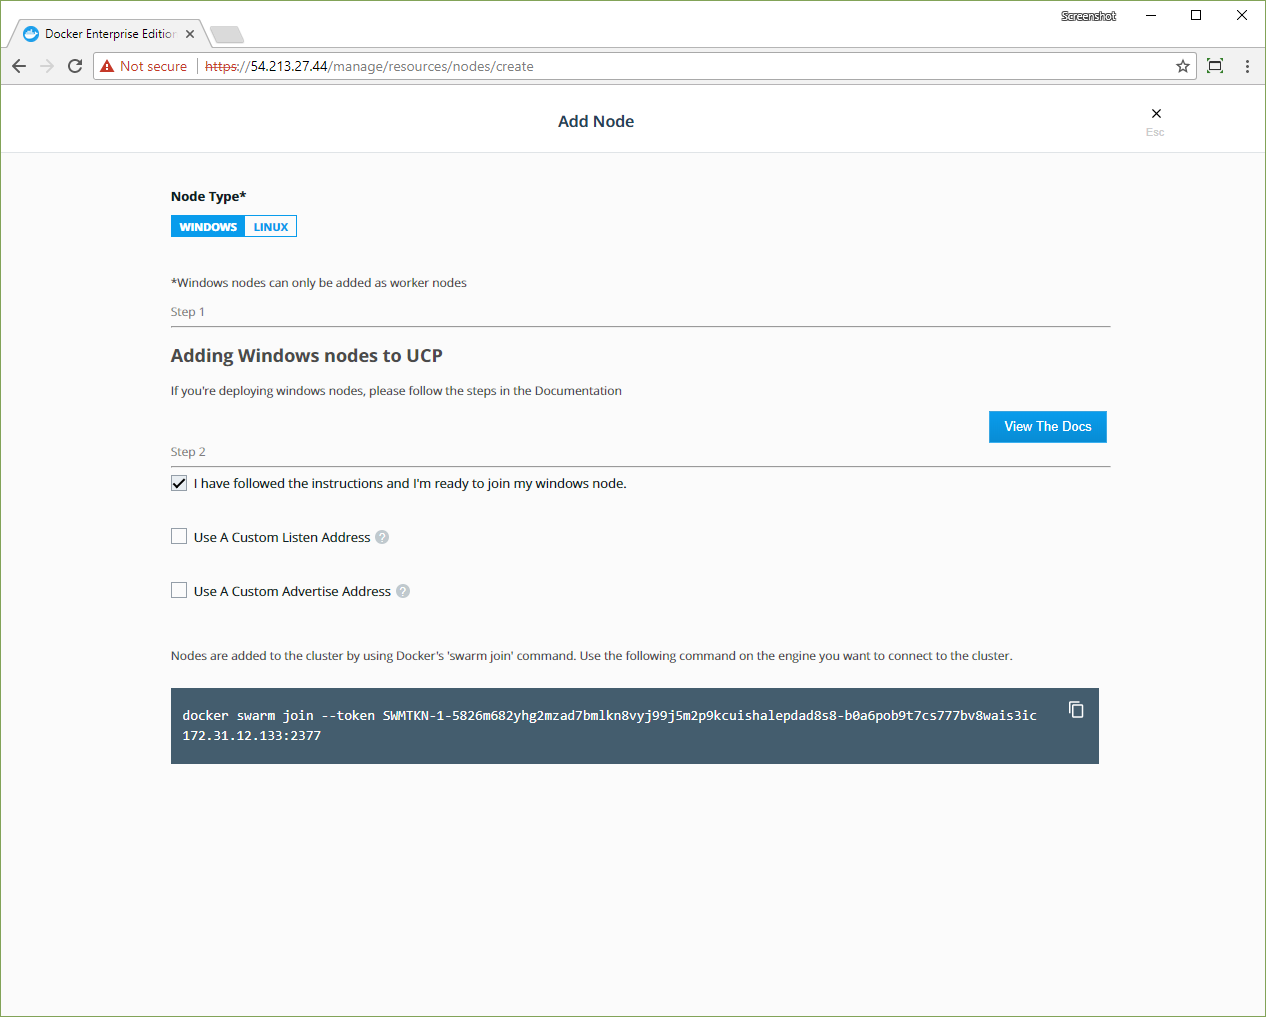 Screenshot
Docker Enterprise Edition
Not secure
https://54.213.27.44/manage/resources/nodes/create
Add Node
Esc
Node Type*
WINDOWS LINUX
*Windows nodes can only be added as worker nodes
Step 1
Adding Windows nodes to UCP
If you're deploying windows nodes, please follow the steps in the Documentation
View The Docs
Step 2
I have followed the instructions and I'm ready to join my windows node.
Use A Custom Listen Address ?
Use A Custom Advertise Address ?
Nodes are added to the cluster by using Docker's 'swarm join' command. Use the following command on the engine you want to connect to the cluster.
docker swarm join --token SWMTKN-1-5826m682yhg2mzad7bmlkn8vyj99j5m2p9kcuishalepdad8s8-b0a6pob9t7cs777bv8wais3ic
172.31.12.133:2377